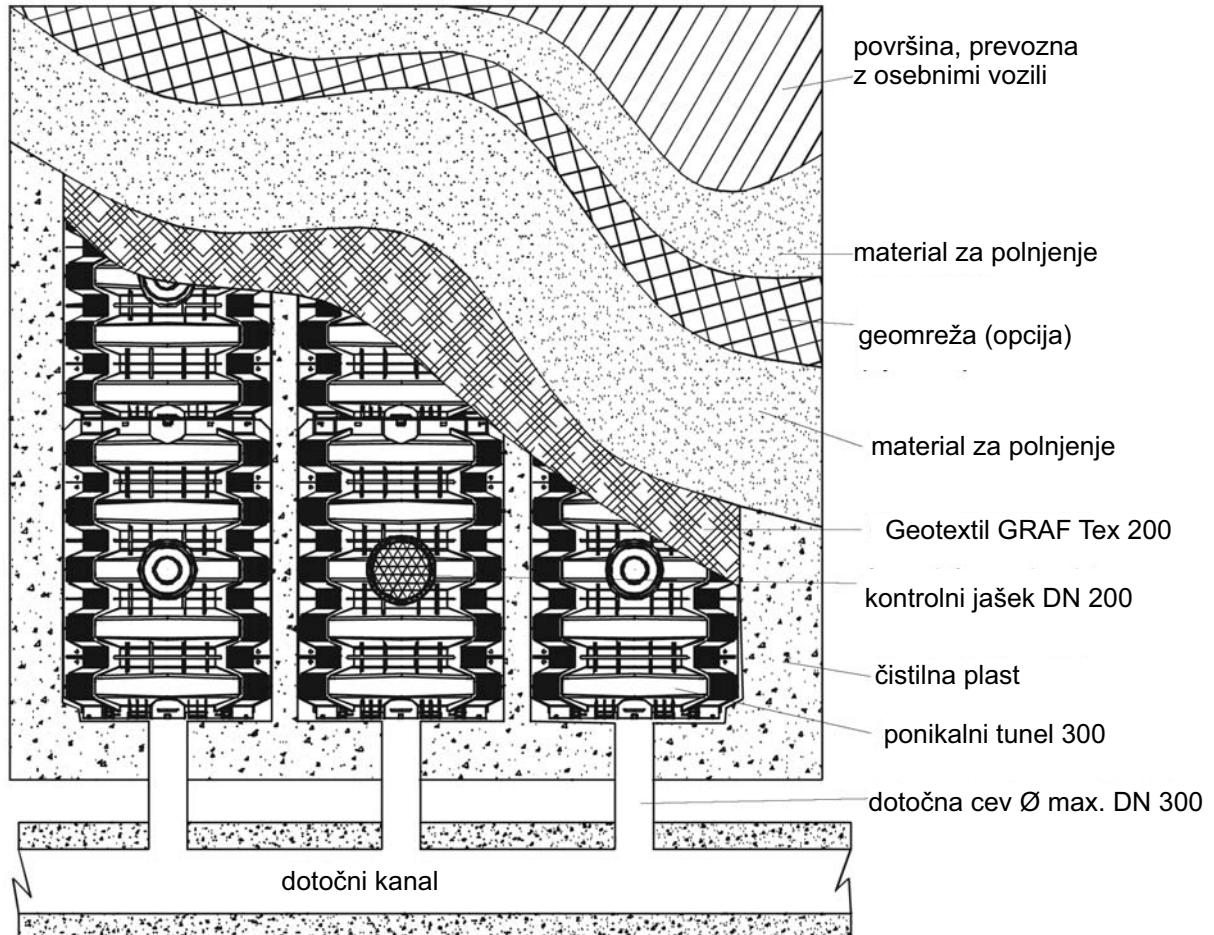 površina, prevozna
z osebnimi vozili
material za polnjenje
geomreža (opcija)
material za polnjenje
Geotextil GRAF Tex 200
kontrolni jašek DN 200
čistilna plast
ponikalni tunel 300
dotočna cev Ø max. DN 300
dotočni kanal